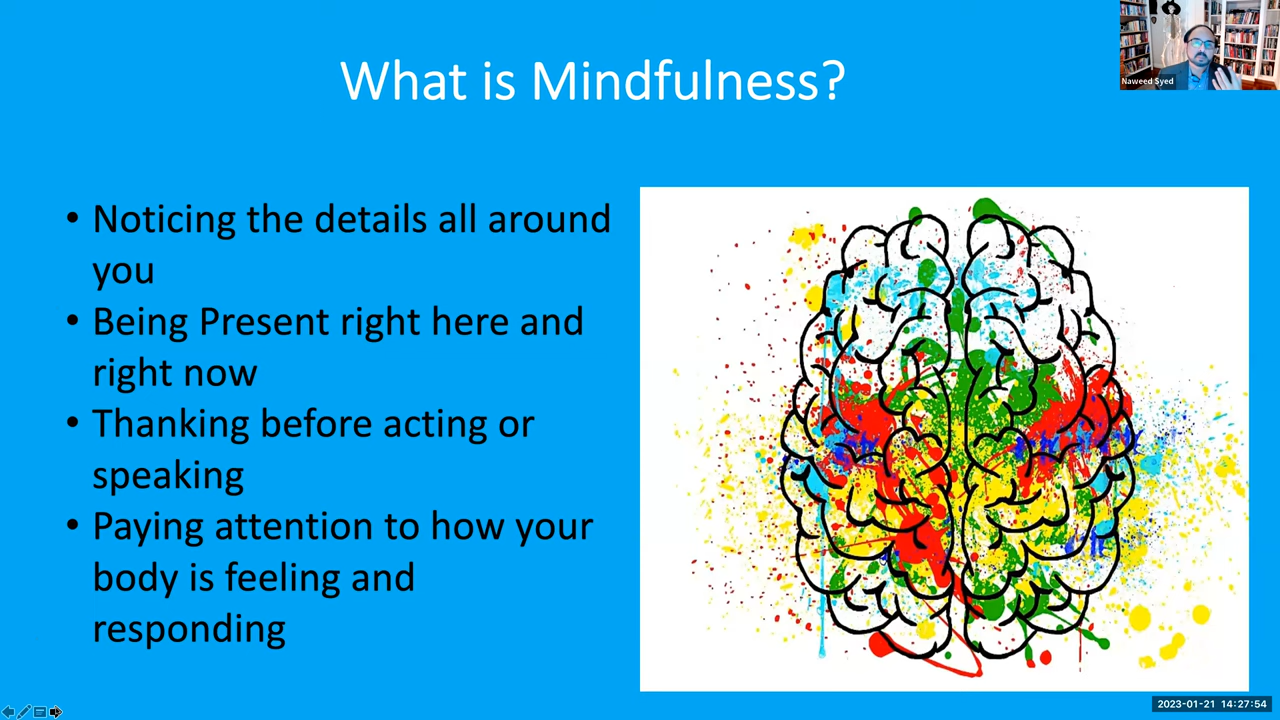 What is Mindfulness?
Naweed Syed
• Noticing the details all around
you
• Being Present right here and
right now
• Thanking before acting or
speaking
• Paying attention to how your
body is feeling and
responding
2023-01-21 14:27:54